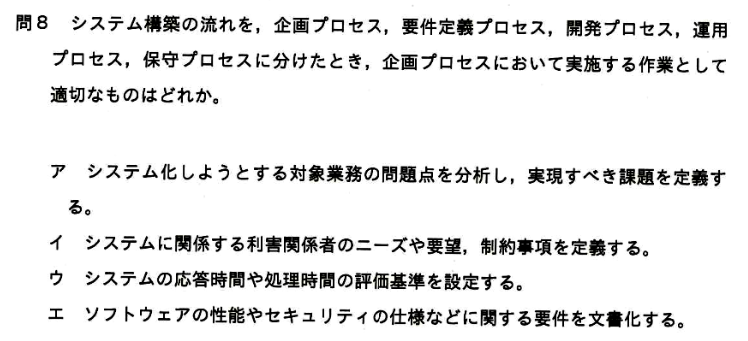 問８　システム構築の流れを，企画プロセス，要件定義プロセス，開発プロセス，運用
プロセス，保守プロセスに分けたとき，企画プロセスにおいて実施する作業として
適切なものはどれか。
ア　システム化しようとする対象業務の問題点を分析し，実現すべき課題を定義す
る。
イ　システムに関係する利害関係者のニーズや要望，制約事項を定義する。
ウ　システムの応答時間や処理時間の評価基準を設定する。
エ　ソフトウェアの性能やセキュリティの仕様などに関する要件を文書化する。